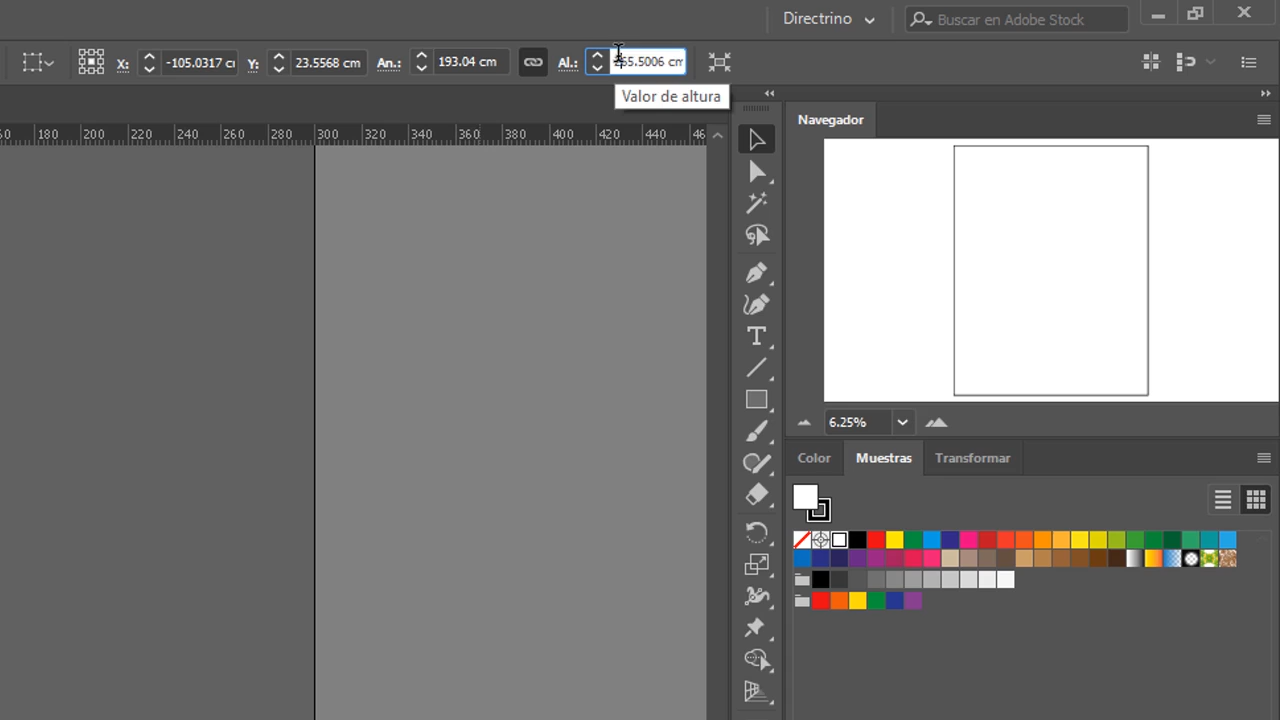 Directrino
Buscar en Adobe Stock
X: -105.0317 c Y: 23.5568 cm An.: 193.04 cm Al.: 65.5006 cm
Valor de altura
180 200 220 240 260 280 300 320 340 360 380 400 420 440 46
Navegador
6.25%
Color Muestras Transformar